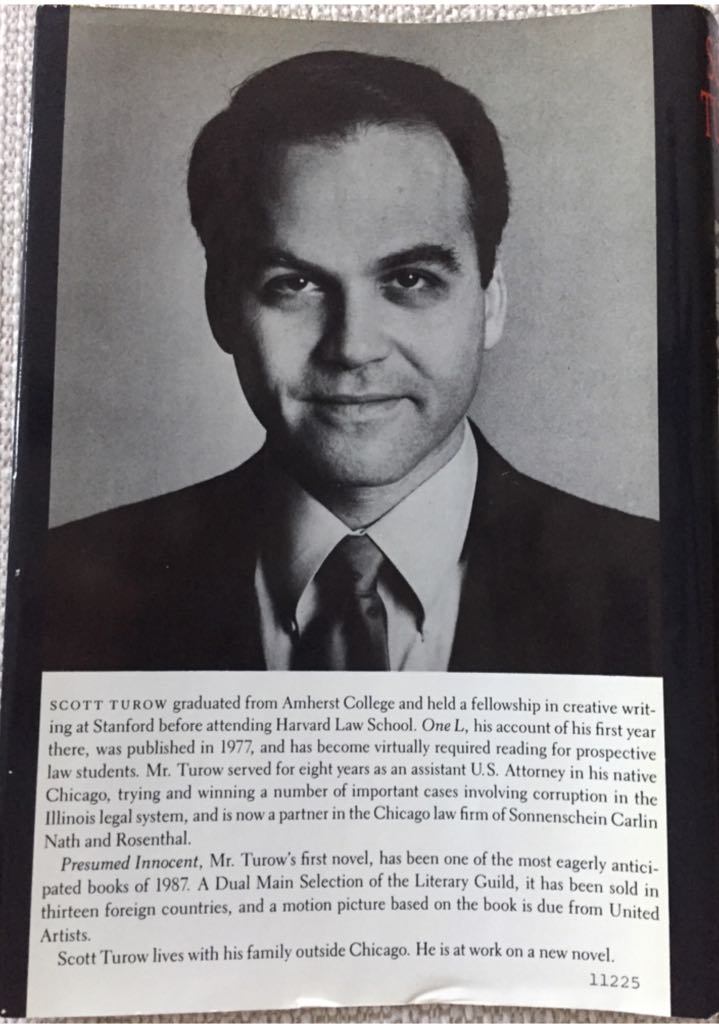 SCOTT TUROW graduated from Amherst College and held a fellowship in creative writ-
ing at Stanford before attending Harvard Law School. One L, his account of his first year
there, was published in 1977, and has become virtually required reading for prospective
law students. Mr. Turow served for eight years as an assistant U.S. Attorney in his native
Chicago, trying and winning a number of important cases involving corruption in the
Illinois legal system, and is now a partner in the Chicago law firm of Sonnenschein Carlin
Nath and Rosenthal.
Presumed Innocent, Mr. Turow's first novel, has been one of the most eagerly antici-
pated books of 1987. A Dual Main Selection of the Literary Guild, it has been sold in
thirteen foreign countries, and a motion picture based on the book is due from United
Artists.
Scott Turow lives with his family outside Chicago. He is at work on a new novel.
11225